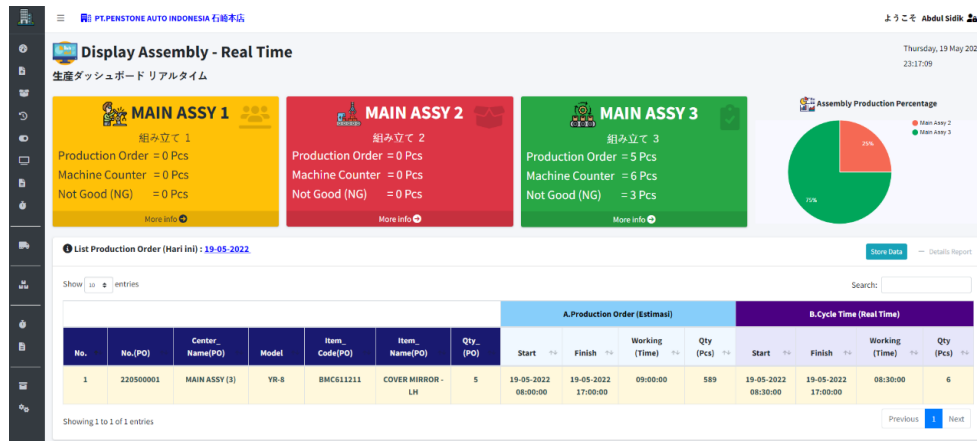 PT.PENSTONE AUTO INDONESIA 石崎本店
ようこそ Abdul Sidik
Display Assembly - Real Time
生産ダッシュボード リアルタイム
Thursday, 19 May 202
23:17:09
MAIN ASSY 1
組み立て 1
Production Order = 0 Pcs
Machine Counter = 0 Pcs
Not Good (NG) = 0 Pcs
More info
MAIN ASSY 2
組み立て 2
Production Order = 0 Pcs
Machine Counter = 0 Pcs
Not Good (NG) = 0 Pcs
More info
MAIN ASSY 3
組み立て 3
Production Order = 5 Pcs
Machine Counter = 6 Pcs
Not Good (NG) = 3 Pcs
More info
Assembly Production Percentage
Main Assy 2
Main Assy 3
25%
75%
List Production Order (Hari ini) : 19-05-2022
Store Data
Details Report
Show 10 entries
Search:
A.Production Order (Estimasi) B.Cycle Time (Real Time)
No. No.(PO) Center_ Name(PO) Model Item_ Code(PO) Item_ Name(PO) Qty_ (PO) Start Finish Working (Time) Qty (Pcs) Start Finish Working (Time) Qty (Pcs)
1 220500001 MAIN ASSY (3) YR-8 BMC611211 COVER MIRROR - LH 5 19-05-2022 08:00:00 19-05-2022 17:00:00 09:00:00 589 19-05-2022 08:30:00 19-05-2022 17:00:00 08:30:00 6
Showing 1 to 1 of 1 entries
Previous 1 Next